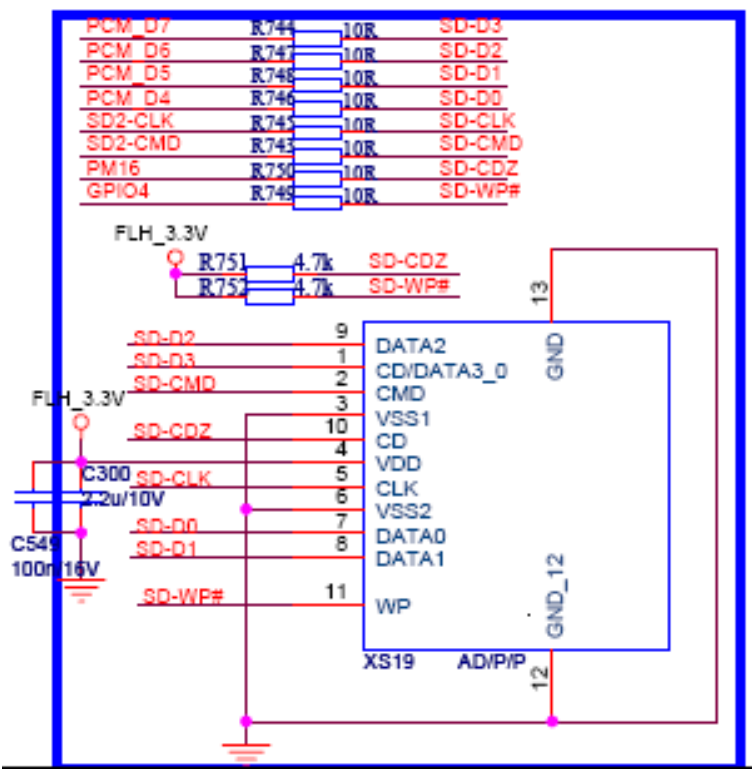 PCM_D7 R744 10R SD-D3
PCM_D6 R747 10R SD-D2
PCM_D5 R748 10R SD-D1
PCM_D4 R746 10R SD-D0
SD2-CLK R745 10R SD-CLK
SD2-CMD R743 10R SD-CMD
PM16 R750 10R SD-CDZ
GPIO4 R749 10R SD-WP#
FLH_3.3V
R751 4.7k SD-CDZ
R752 4.7k SD-WP#
13
GND
SD-D2 9 DATA2
SD-D3 1 CD/DATA3_0
SD-CMD 2 CMD
FLH_3.3V
3 VSS1
SD-CDZ 10 CD
4 VDD
C300
SD-CLK 5 CLK
2.2u/10V
6 VSS2
SD-D0 7 DATA0
C549
SD-D1 8 DATA1
100n/16V
GND_12
SD-WP# 11 WP
XS19 AD/P/P
12